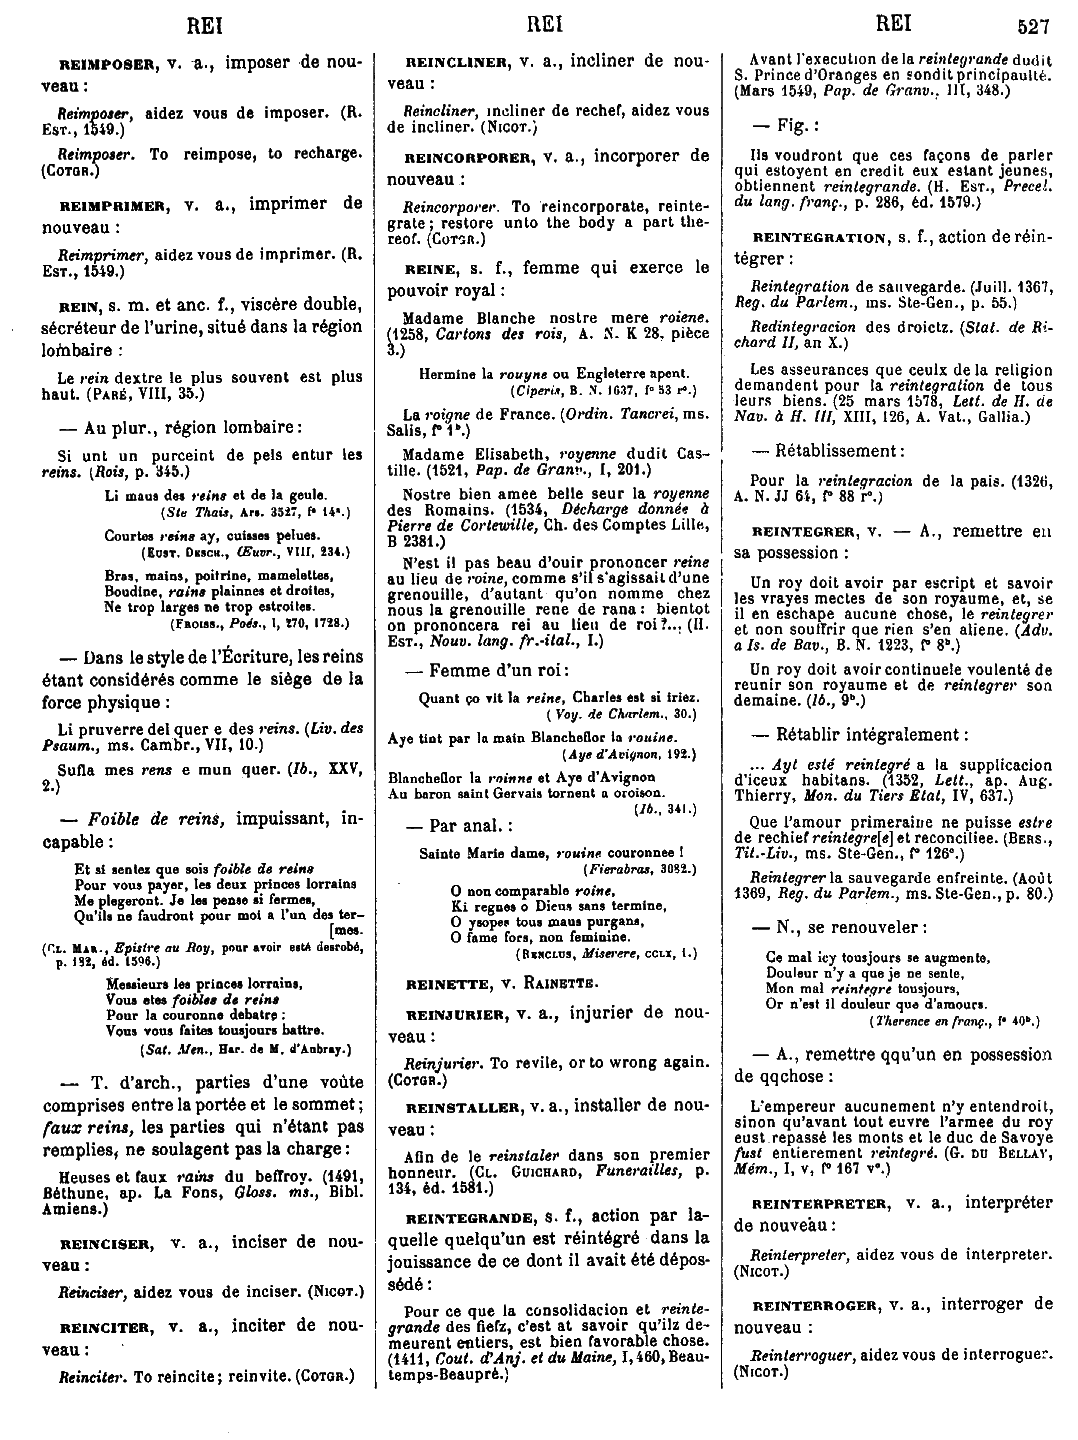 REI
REI
REI 527
REIMPOSER, v. a., imposer de nou-
veau :
Reimposer, aidez vous de imposer. (R.
EST., 1549.)
Reimposer. To reimpose, to recharge.
(COTGR.)
REIMPRIMER, v. a., imprimer de
nouveau :
Reimprimer, aidez vous de imprimer. (R.
EST., 1549.)
REIN, s. m. et anc. f., viscère double,
sécréteur de l'urine, situé dans la région
lombaire :
Le rein dextre le plus souvent est plus
haut. (PARÉ, VIII, 35.)
— Au plur., région lombaire :
Si unt un purceint de pels entur les
reins. (Rois, p. 345.)
Li maus des reins et de la geule.
(Ste Thais, Ars. 3527, f° 14ª.)
Courtes reins ay, cuisses pelues.
(EUST. DESCH., Œuvr., VIII, 234.)
Bras, mains, poitrine, mamelettes,
Boudine, rains plainnes et droites,
Ne trop larges ne trop estroites.
(FROISS., Poés., I, 270, 1728.)
— Dans le style de l'Écriture, les reins
étant considérés comme le siège de la
force physique :
Li pruverre del quer e des reins. (Liv. des
Psaum., ms. Cambr., VII, 10.)
Sufla mes rens e mun quer. (Ib., XXV,
2.)
— Foible de reins, impuissant, in-
capable :
Et si sentez que sois foible de reins
Pour vous payer, les deux princes lorrains
Me plegeront. Je les pense si fermes,
Qu'ils ne faudront pour moi a l'un des ter-
[mes.
(CL. MAR., Epistre au Roy, pour avoir esté desrobé,
p. 192, éd. 1596.)
Messieurs les princes lorrains,
Vous etes foibles de reins
Pour la couronne debatre :
Vous vous faites tousjours battre.
(Sat. Men., Har. de M. d'Aubray.)
— T. d'arch., parties d'une voûte
comprises entre la portée et le sommet ;
faux reins, les parties qui n'étant pas
remplies, ne soulagent pas la charge :
Heuses et faux rains du beffroy. (1491,
Béthune, ap. La Fons, Gloss. ms., Bibl.
Amiens.)
REINCISER, v. a., inciser de nou-
veau :
Reinciser, aidez vous de inciser. (NICOT.)
REINCITER, v. a., inciter de nou-
veau :
Reinciter. To reincite; reinvite. (COTGR.)
REINCLINER, v. a., incliner de nou-
veau :
Reincliner, incliner de rechef, aidez vous
de incliner. (NICOT.)
REINCORPORER, v. a., incorporer de
nouveau :
Reincorporer. To reincorporate, reinte-
grate ; restore unto the body a part the-
reof. (COTGR.)
REINE, s. f., femme qui exerce le
pouvoir royal :
Madame Blanche nostre mere roiene.
(1258, Cartons des rois, A. N. K 28, pièce
3.)
Hermine la rouyne ou Engleterre apent.
(Ciperis, B. N. 1637, f° 53 r°.)
La roigne de France. (Ordin. Tancrei, ms.
Salis, f° 1ᵇ.)
Madame Elisabeth, royenne dudit Cas-
tille. (1521, Pap. de Granv., I, 201.)
Nostre bien amee belle seur la royenne
des Romains. (1534, Décharge donnée à
Pierre de Cortewille, Ch. des Comptes Lille,
B 2381.)
N'est il pas beau d'ouir prononcer reine
au lieu de roine, comme s'il s'agissait d'une
grenouille, d'autant qu'on nomme chez
nous la grenouille rene de rana : bientot
on prononcera rei au lieu de roi ?... (H.
EST., Nouv. lang. fr.-ital., I.)
— Femme d'un roi :
Quant ço vit la reine, Charles est si iriez.
(Voy. de Charlem., 30.)
Aye tint par la main Blancheflor la rouine.
(Aye d'Avignon, 192.)
Blancheflor la roinne et Aye d'Avignon
Au baron saint Gervais tornent a oroison.
(Ib., 341.)
— Par anal. :
Sainte Marie dame, rouine couronnee !
(Fierabras, 3082.)
O non comparable roine,
Ki regnes o Dieus sans termine,
O ysopes tous maus purgans,
O fame fors, non feminine.
(RENCLUS, Miserere, CCLX, 1.)
REINETTE, v. RAINETTE.
REINJURIER, v. a., injurier de nou-
veau :
Reinjurier. To revile, or to wrong again.
(COTGR.)
REINSTALLER, v. a., installer de nou-
veau :
Afin de le reinstaler dans son premier
honneur. (CL. GUICHARD, Funerailles, p.
134, éd. 1581.)
REINTEGRANDE, s. f., action par la-
quelle quelqu'un est réintégré dans la
jouissance de ce dont il avait été dépos-
sédé :
Pour ce que la consolidacion et reinte-
grande des fiefz, c'est at savoir qu'ilz de-
meurent entiers, est bien favorable chose.
(1411, Cout. d'Anj. et du Maine, I, 460, Beau-
temps-Beaupré.)
Avant l'execution de la reintegrande dudit
S. Prince d'Oranges en sondit principaulté.
(Mars 1549, Pap. de Granv., III, 348.)
— Fig. :
Ils voudront que ces façons de parler
qui estoyent en credit eux estant jeunes,
obtiennent reintegrande. (H. EST., Precel.
du lang. franç., p. 286, éd. 1579.)
REINTEGRATION, s. f., action de réin-
tégrer :
Reintegration de sauvegarde. (Juill. 1367,
Reg. du Parlem., ms. Ste-Gen., p. 55.)
Redintegracion des droictz. (Stat. de Ri-
chard II, an X.)
Les asseurances que ceulx de la religion
demandent pour la reintegration de tous
leurs biens. (25 mars 1578, Lett. de H. de
Nav. à H. III, XIII, 126, A. Vat., Gallia.)
— Rétablissement :
Pour la reintegracion de la pais. (1326,
A. N. JJ 64, f° 88 r°.)
REINTEGRER, v. — A., remettre en
sa possession :
Un roy doit avoir par escript et savoir
les vrayes mectes de son royaume, et, se
il en eschape aucune chose, le reintegrer
et non souffrir que rien s'en aliene. (Adv.
a Is. de Bav., B. N. 1223, f° 8ᵇ.)
Un roy doit avoir continuele voulenté de
reunir son royaume et de reintegrer son
demaine. (Ib., 9ᵇ.)
— Rétablir intégralement :
... Ayt esté reintegré a la supplicacion
d'iceux habitans. (1352, Lett., ap. Aug.
Thierry, Mon. du Tiers Etat, IV, 637.)
Que l'amour primeraine ne puisse estre
de rechief reintegre[e] et reconciliee. (BERS.,
Tit.-Liv., ms. Ste-Gen., f° 126ᵃ.)
Reintegrer la sauvegarde enfreinte. (Août
1369, Reg. du Parlem., ms. Ste-Gen., p. 80.)
— N., se renouveler :
Ce mal icy tousjours se augmente,
Douleur n'y a que je ne sente,
Mon mal reintegre tousjours,
Or n'est il douleur que d'amours.
(Therence en franç., f° 40ᵇ.)
— A., remettre qqu'un en possession
de qqchose :
L'empereur aucunement n'y entendroit,
sinon qu'avant tout euvre l'armee du roy
eust repassé les monts et le duc de Savoye
fust entierement reintegré. (G. DU BELLAY,
Mém., I, v, f° 167 v°.)
REINTERPRETER, v. a., interpréter
de nouveau :
Reinterpreter, aidez vous de interpreter.
(NICOT.)
REINTERROGER, v. a., interroger de
nouveau :
Reinterroguer, aidez vous de interroguer.
(NICOT.)